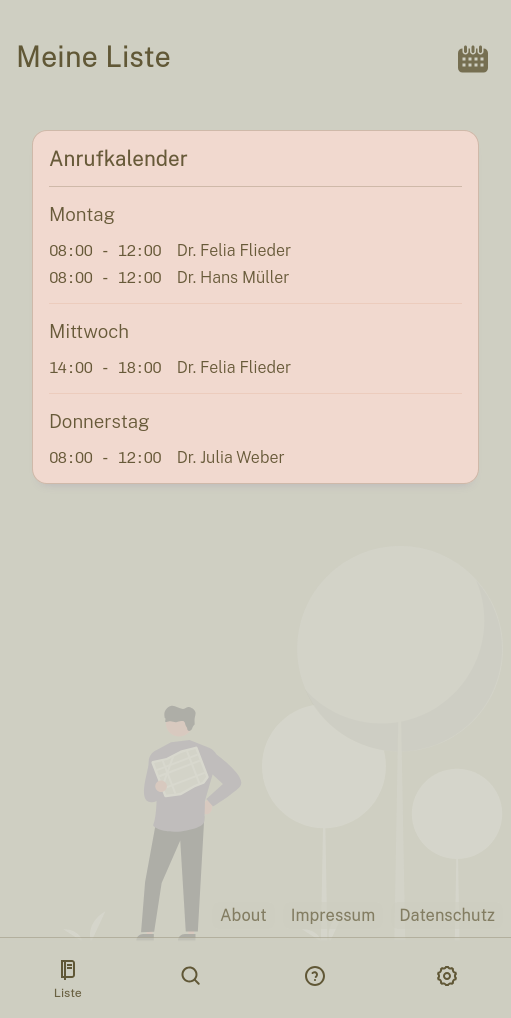 Meine Liste
Anrufkalender
Montag
08:00 - 12:00 Dr. Felia Flieder
08:00 - 12:00 Dr. Hans Müller
Mittwoch
14:00 - 18:00 Dr. Felia Flieder
Donnerstag
08:00 - 12:00 Dr. Julia Weber
About Impressum Datenschutz
Liste